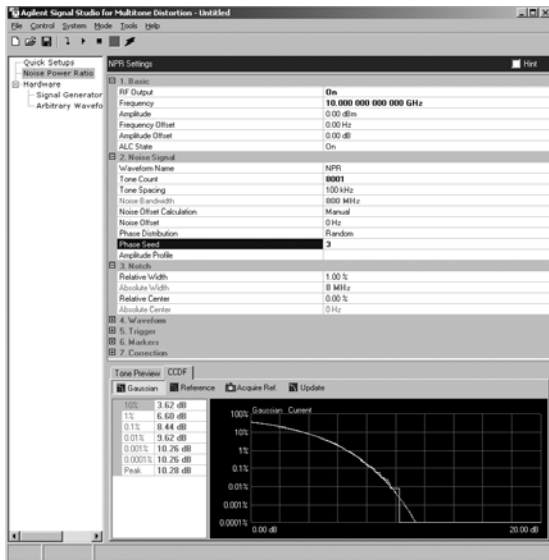 Agilent Signal Studio for Multitone Distortion - Untitled
File Control System Mode Tools Help
Quick Setups
Noise Power Ratio
Hardware
Signal Generator
Arbitrary Wavefo
NPR Settings
Hint
1. Basic
RF Output On
Frequency 10.000 000 000 000 GHz
Amplitude 0.00 dBm
Frequency Offset 0.00 Hz
Amplitude Offset 0.00 dB
ALC State On
2. Noise Signal
Waveform Name NPR
Tone Count 8001
Tone Spacing 100 kHz
Noise Bandwidth 800 MHz
Noise Offset Calculation Manual
Noise Offset 0 Hz
Phase Distribution Random
Phase Seed 3
Amplitude Profile
3. Notch
Relative Width 1.00 %
Absolute Width 8 MHz
Relative Center 0.00 %
Absolute Center 0 Hz
4. Waveform
5. Trigger
6. Markers
7. Correction
Tone Preview CCDF
Gaussian Reference Acquire Ref. Update
10% 3.62 dB
1% 6.60 dB
0.1% 8.44 dB
0.01% 9.62 dB
0.001% 10.26 dB
0.0001% 10.26 dB
Peak 10.28 dB
Gaussian Current
100%
10%
1%
0.1%
0.01%
0.001%
0.0001%
0.00 dB 20.00 dB